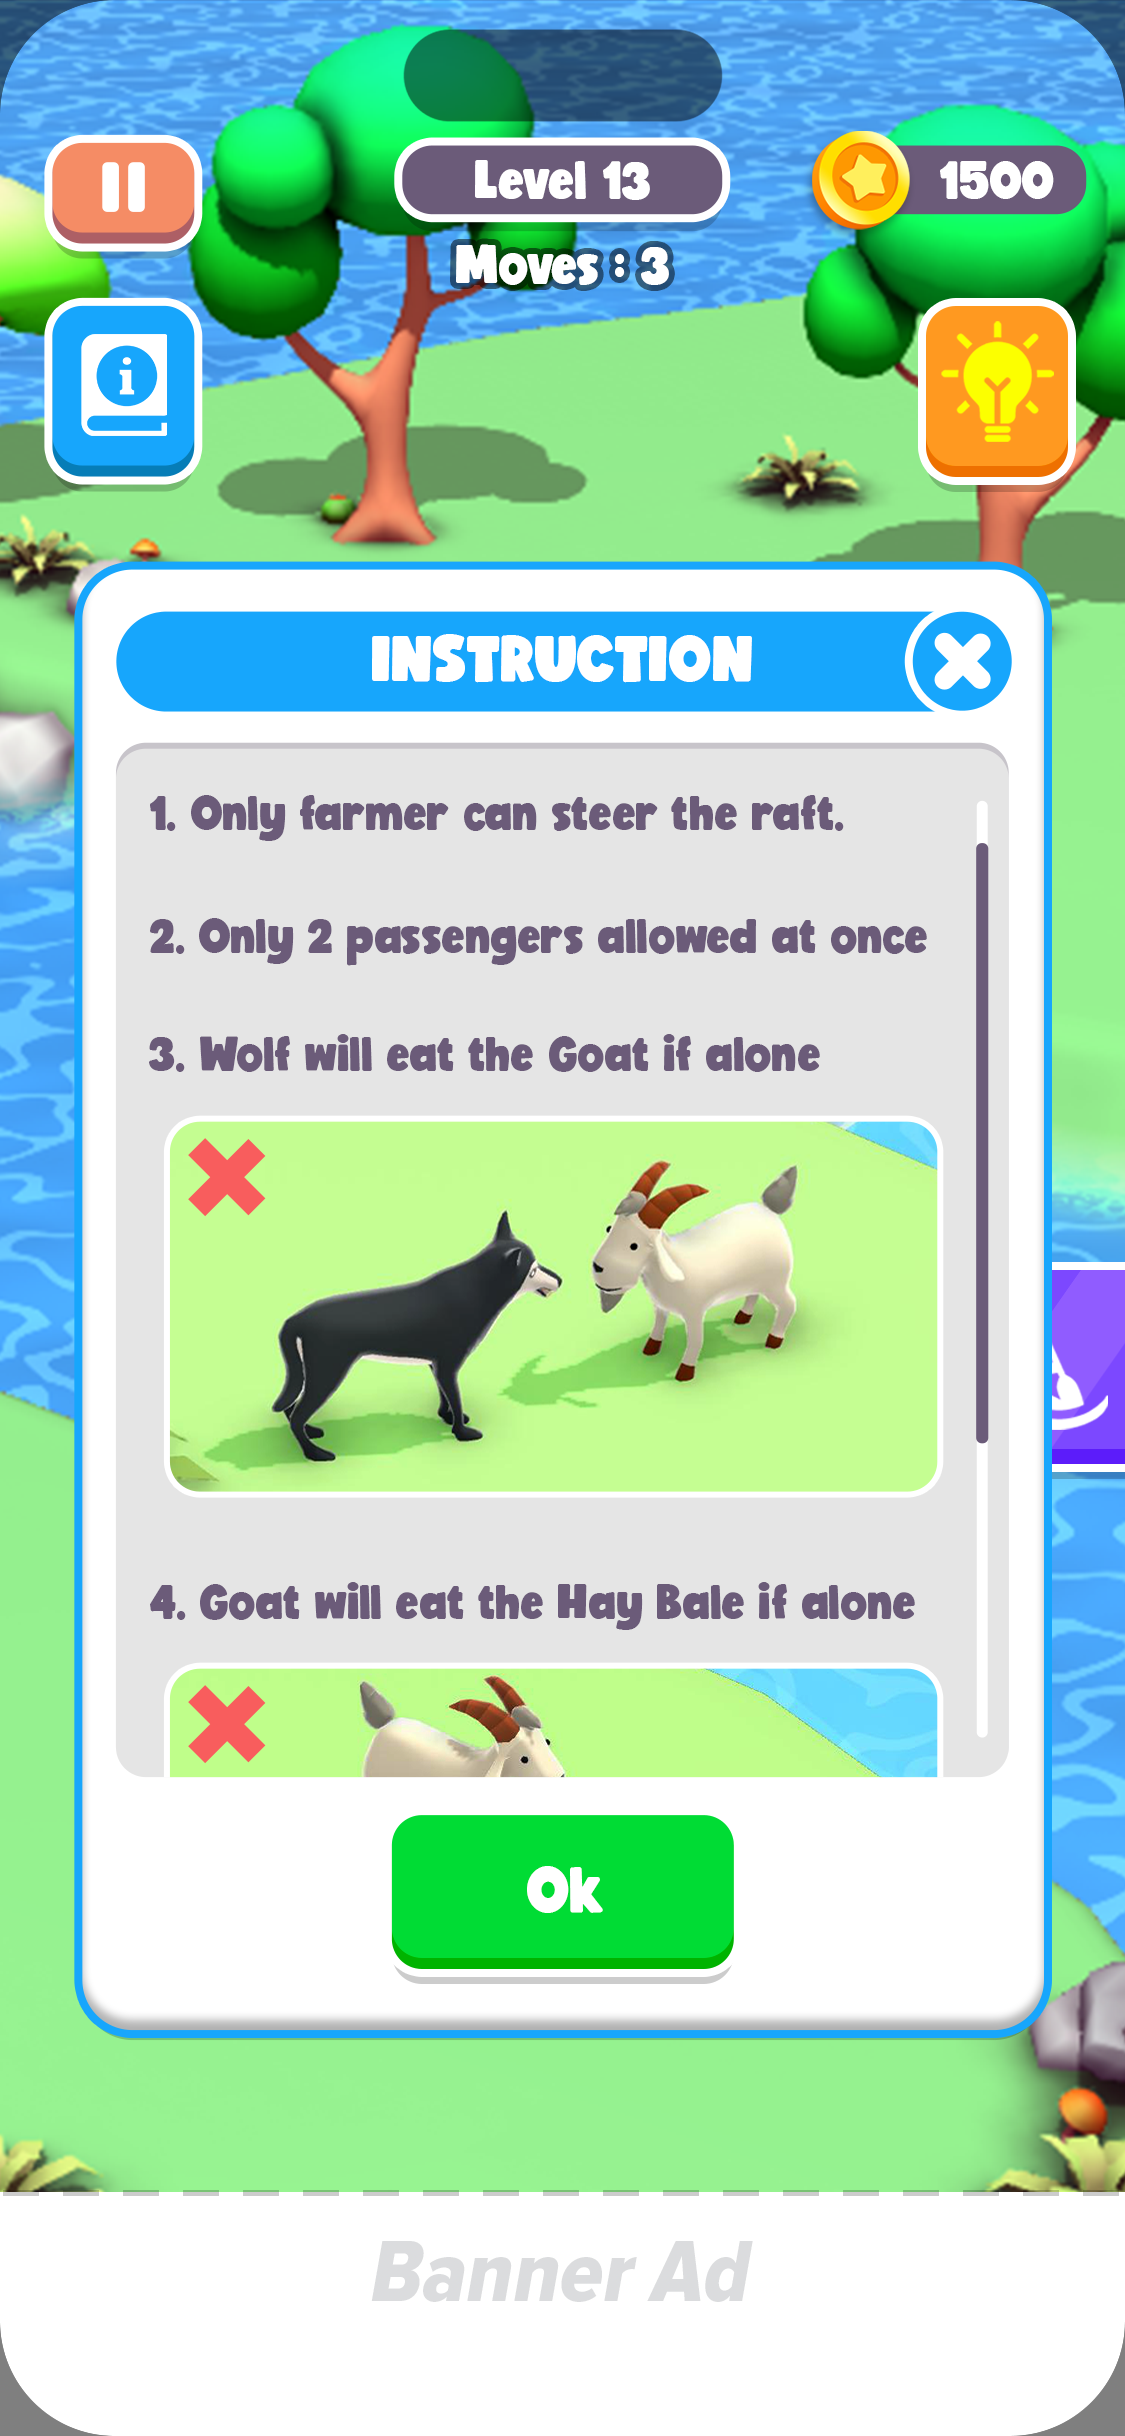 Level 13
1500
Moves : 3
i
INSTRUCTION
1. Only farmer can steer the raft.
2. Only 2 passengers allowed at once
3. Wolf will eat the Goat if alone
4. Goat will eat the Hay Bale if alone
Ok
Banner Ad